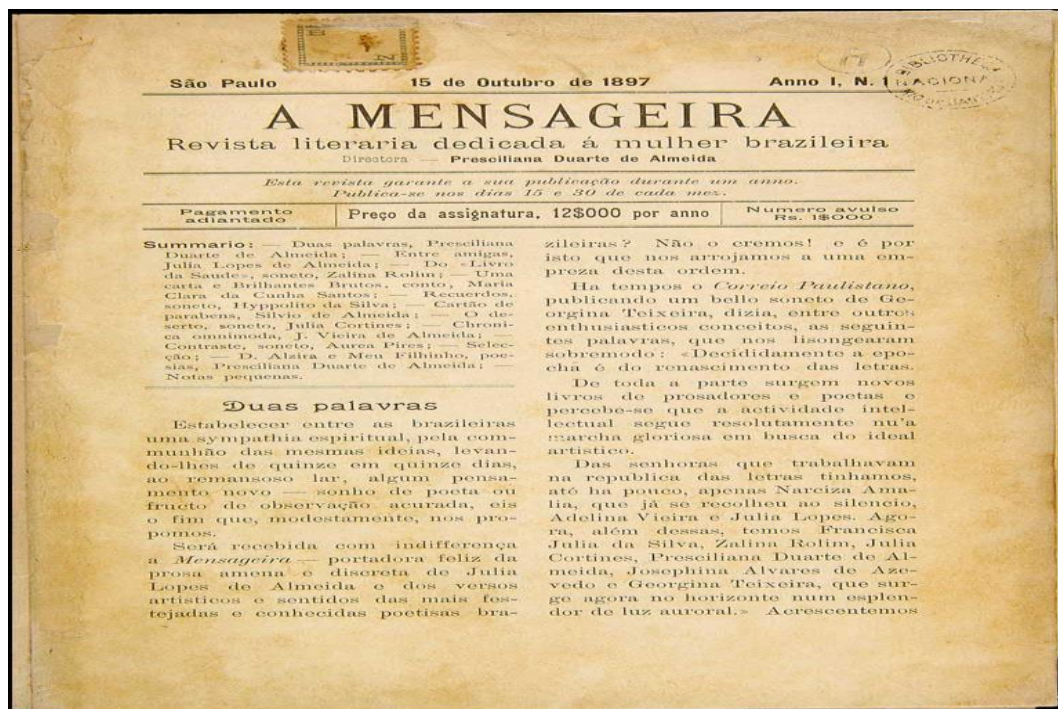 São Paulo 15 de Outubro de 1897 Anno I, N. 1
BIBLIOTHECA
NACIONAL
RIO DE JANEIRO
A MENSAGEIRA
Revista literaria dedicada á mulher brazileira
Directora — Presciliana Duarte de Almeida
Esta revista garante a sua publicação durante um anno.
Publica-se nos dias 15 e 30 de cada mez.
Pagamento
adiantado
Preço da assignatura, 12$000 por anno
Numero avulso
Rs. 1$000
Summario: — Duas palavras, Presciliana
Duarte de Almeida; — Entre amigas,
Julia Lopes de Almeida; — Do «Livro
da Saude», soneto, Zalina Rolim; — Uma
carta e Brilhantes Brutos, conto, Maria
Clara da Cunha Santos; — Recuerdos,
soneto, Hyppolito da Silva; — Cartão de
parabens, Silvio de Almeida; — O de-
serto, soneto, Julia Cortines; — Chroni-
ca omnimoda, J. Vieira de Almeida; —
Contraste, soneto, Aurea Pires; — Selec-
ção; — D. Alzira e Meu Filhinho, poe-
sias, Presciliana Duarte de Almeida; —
Notas pequenas.
Duas palavras
Estabelecer entre as brazileiras
uma sympathia espiritual, pela com-
munhão das mesmas ideias, levan-
do-lhes de quinze em quinze dias,
ao remansoso lar, algum pensa-
mento novo — sonho de poeta ou
fructo de observação acurada, eis
o fim que, modestamente, nos pro-
pomos.
Será recebida com indifferença
a Mensageira — portadora feliz da
prosa amena e discreta de Julia
Lopes de Almeida e dos versos
artisticos e sentidos das mais fes-
tejadas e conhecidas poetisas bra-
zileiras? Não o cremos! e é por
isto que nos arrojamos a uma em-
preza desta ordem.
Ha tempos o Correio Paulistano,
publicando um bello soneto de Ge-
orgina Teixeira, dizia, entre outros
enthusiasticos conceitos, as seguin-
tes palavras, que nos lisongearam
sobremodo: «Decididamente a epo-
cha é do renascimento das letras.
De toda a parte surgem novos
livros de prosadores e poetas e
percebe-se que a actividade intel-
lectual segue resolutamente nu'a
marcha gloriosa em busca do ideal
artistico.
Das senhoras que trabalhavam
na republica das letras tinhamos,
até ha pouco, apenas Narciza Ama-
lia, que já se recolheu ao silencio,
Adelina Vieira e Julia Lopes. Ago-
ra, além dessas, temos Francisca
Julia da Silva, Zalina Rolim, Julia
Cortines, Presciliana Duarte de Al-
meida, Josephina Alvares de Aze-
vedo e Georgina Teixeira, que sur-
ge agora no horizonte num esplen-
dor de luz auroral.» Acrescentemos